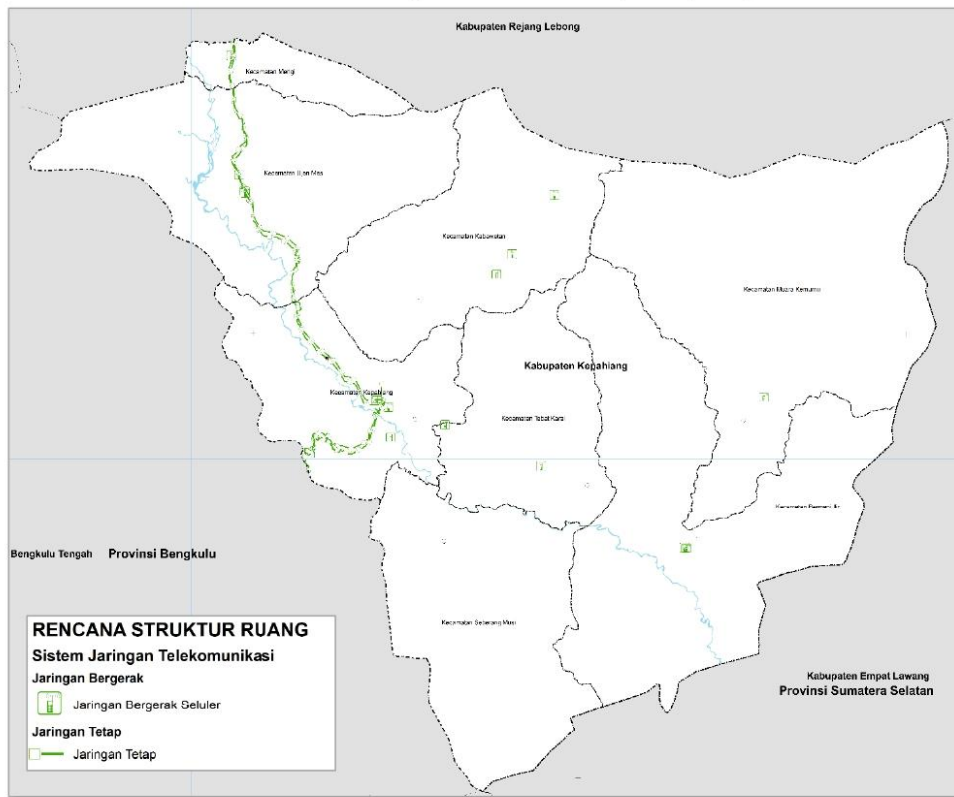 Kabupaten Rejang Lebong
Kecamatan
Kecamatan Ujan Mas
Kecamatan Kabawetan
Kecamatan Muara Kemumu
Kabupaten Kepahiang
Kecamatan Kepahiang
Kecamatan Tebat Karai
Kecamatan
Bengkulu Tengah
Provinsi Bengkulu
Kecamatan Seberang Musi
Kabupaten Empat Lawang
Provinsi Sumatera Selatan
RENCANA STRUKTUR RUANG
Sistem Jaringan Telekomunikasi
Jaringan Bergerak
Jaringan Bergerak Seluler
Jaringan Tetap
Jaringan Tetap